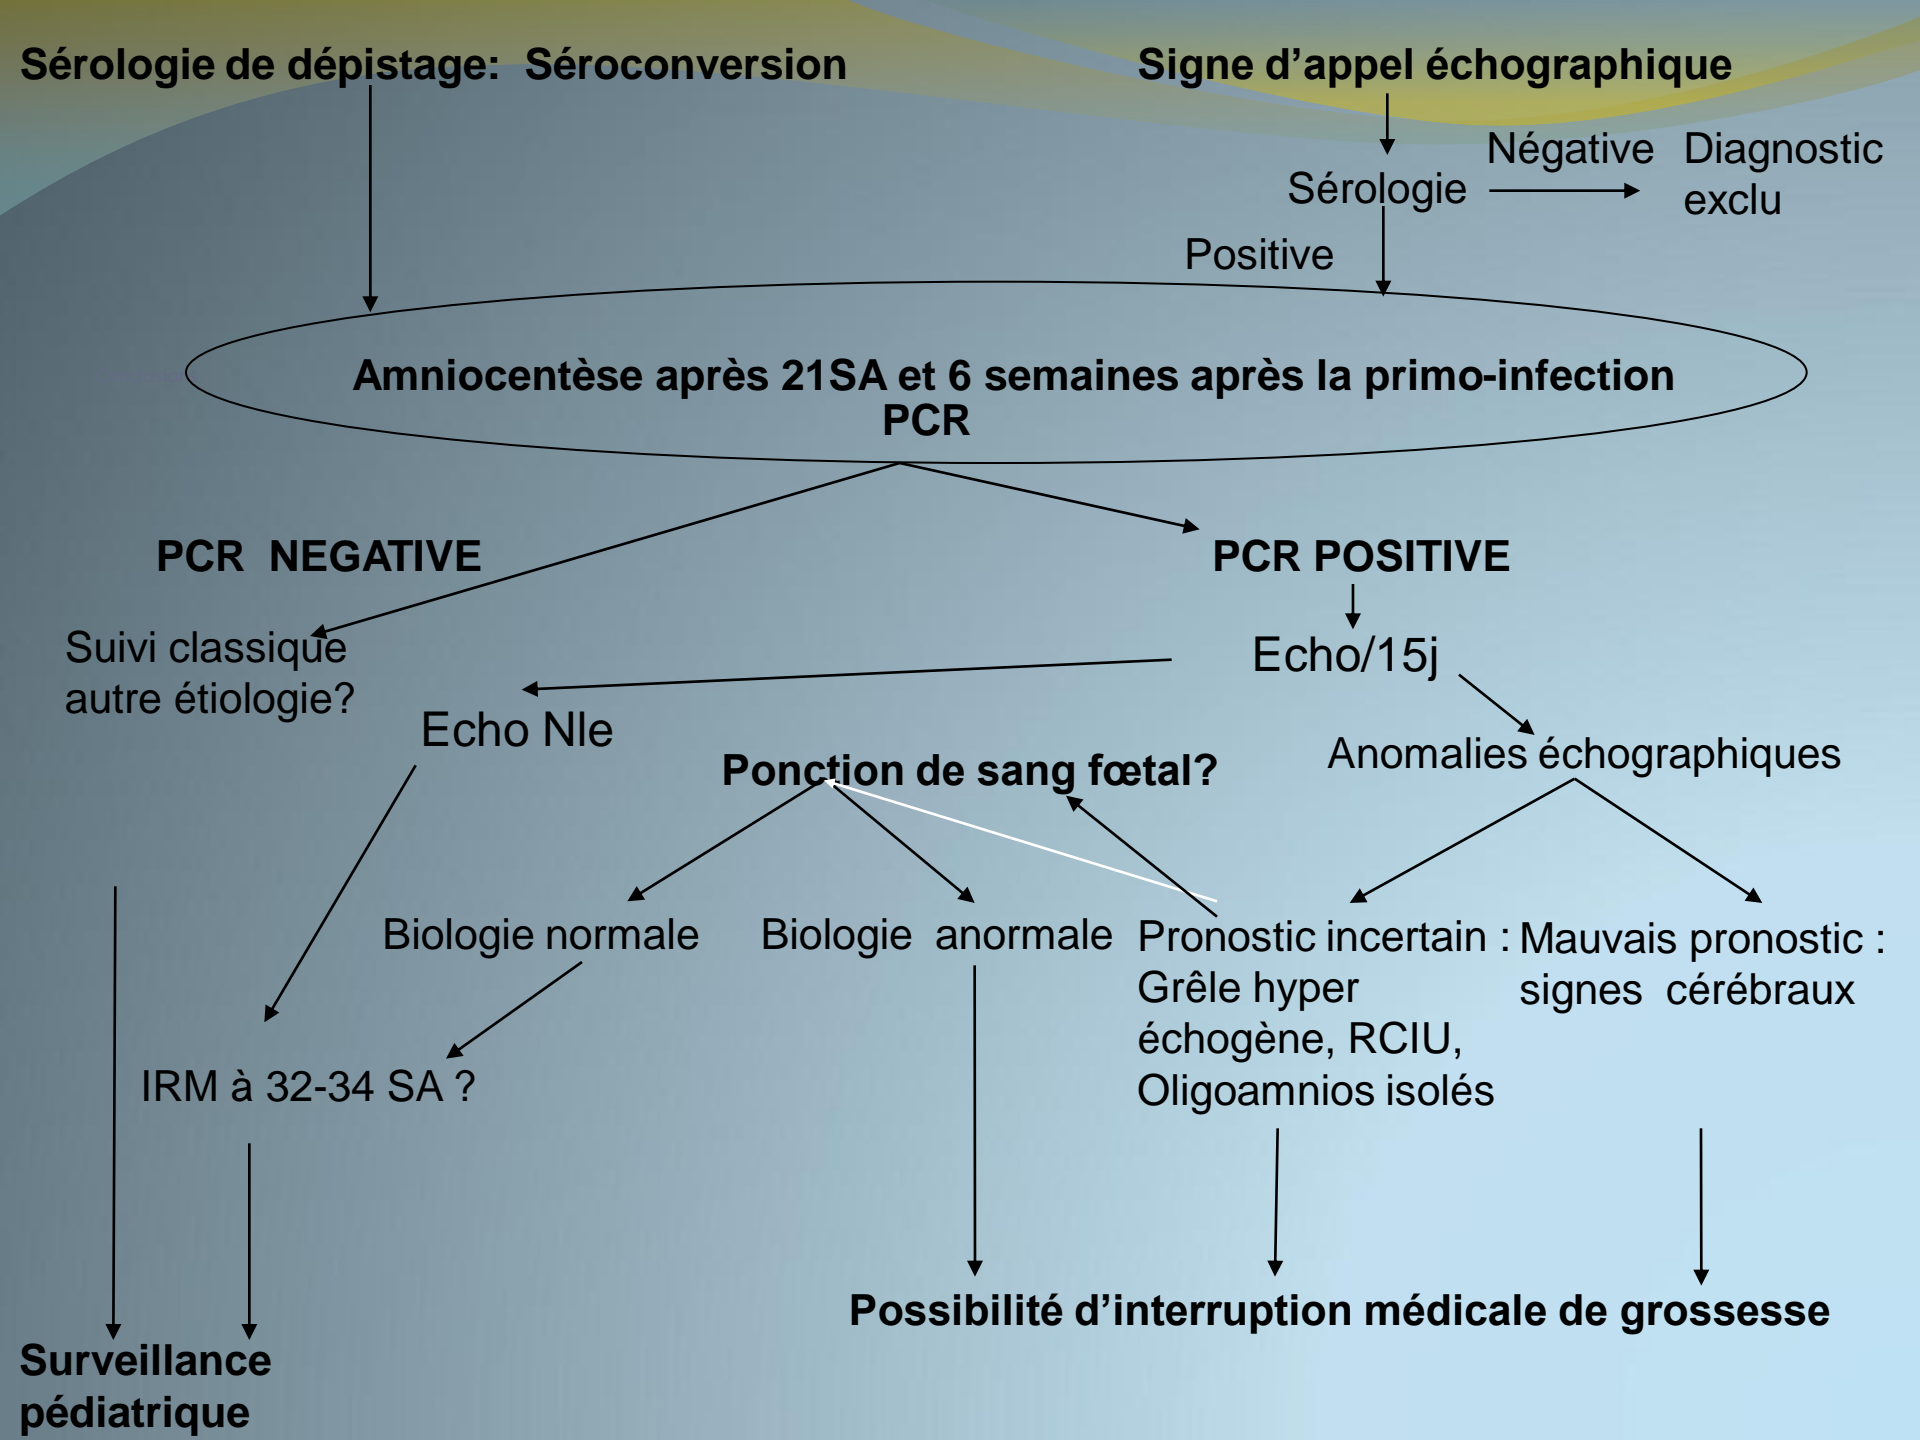 Sérologie de dépistage: Séroconversion
Signe d’appel échographique
Négative
Diagnostic
exclu
Sérologie
Positive
Amniocentèse après 21SA et 6 semaines après la primo-infection
PCR
PCR NEGATIVE
PCR POSITIVE
Suivi classique
autre étiologie?
Echo/15j
Echo Nle
Ponction de sang fœtal?
Anomalies échographiques
Biologie normale
Biologie anormale
Pronostic incertain :
Grêle hyper
échogène, RCIU,
Oligoamnios isolés
Mauvais pronostic :
signes cérébraux
IRM à 32-34 SA ?
Possibilité d’interruption médicale de grossesse
Surveillance
pédiatrique